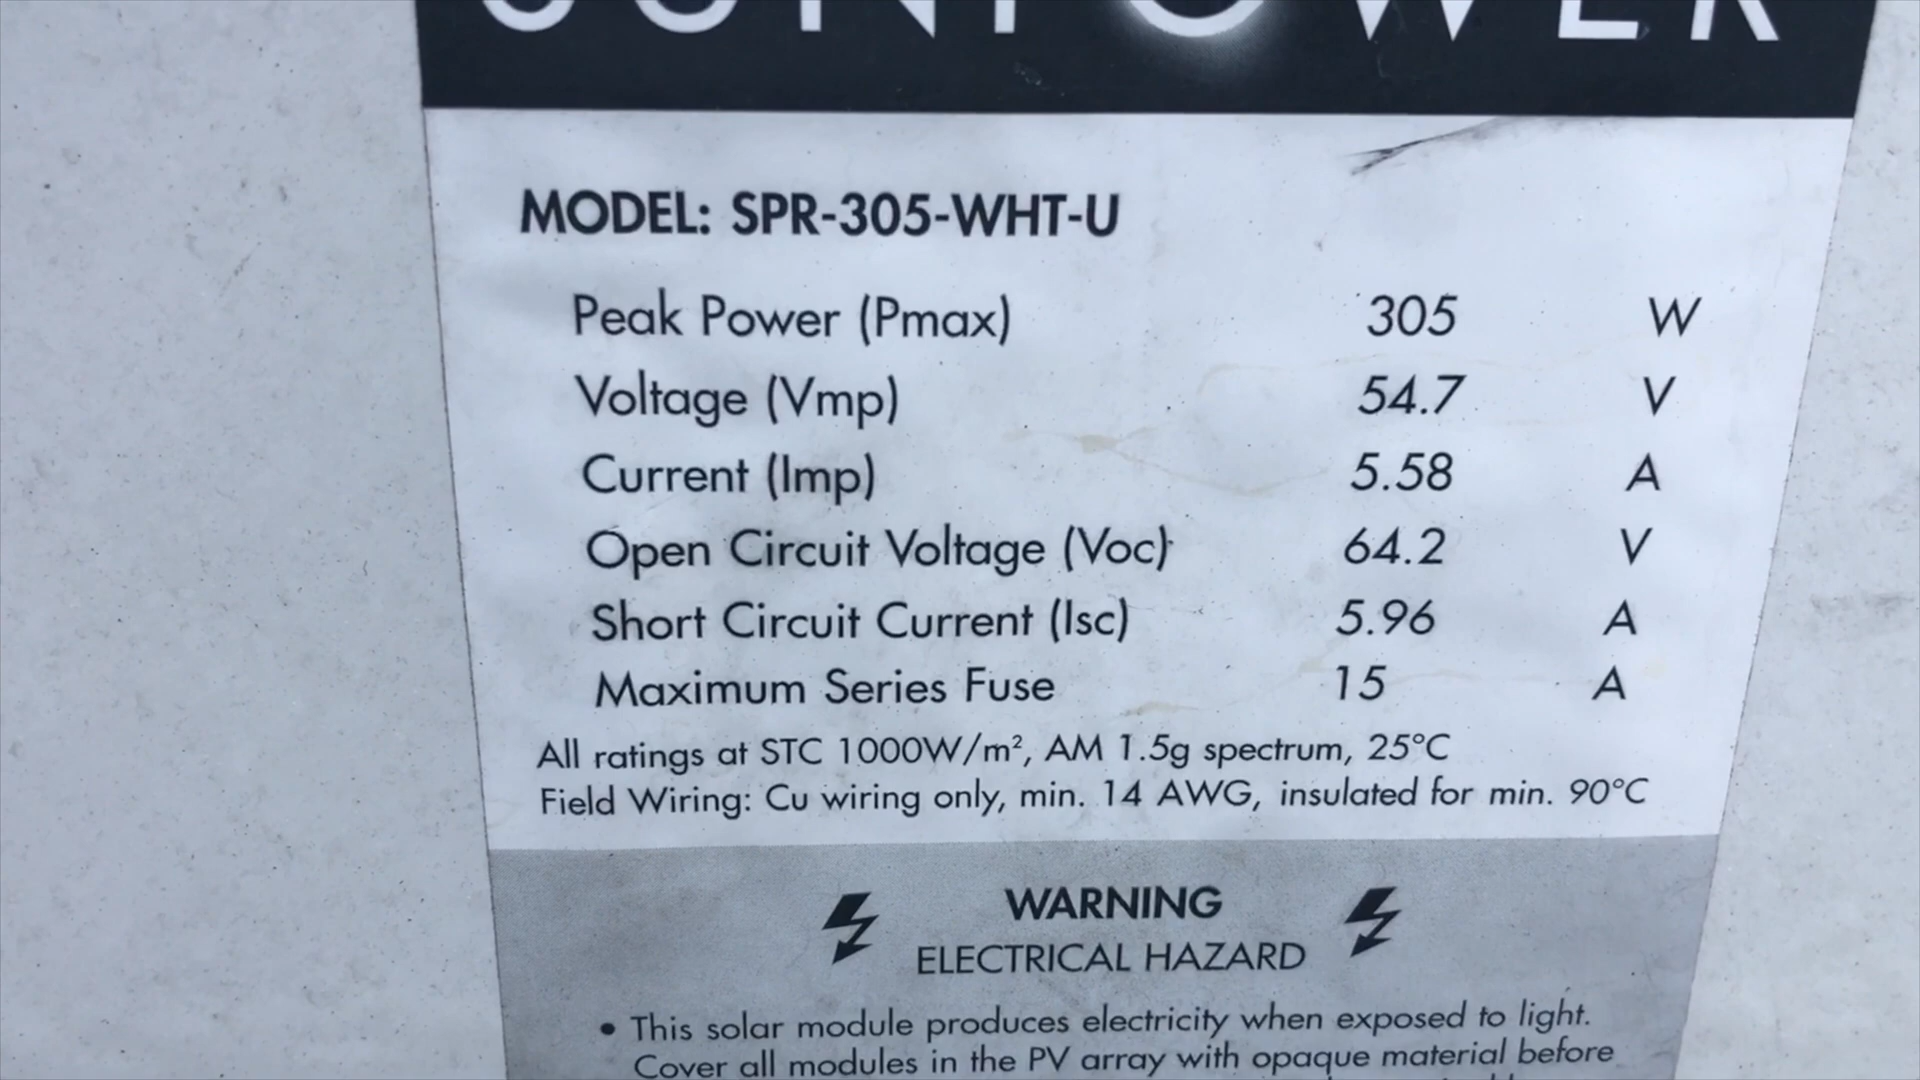 SUNPOWER
MODEL: SPR-305-WHT-U
Peak Power (Pmax) 305 W
Voltage (Vmp) 54.7 V
Current (Imp) 5.58 A
Open Circuit Voltage (Voc) 64.2 V
Short Circuit Current (Isc) 5.96 A
Maximum Series Fuse 15 A
All ratings at STC 1000W/m², AM 1.5g spectrum, 25°C
Field Wiring: Cu wiring only, min. 14 AWG, insulated for min. 90°C
WARNING
ELECTRICAL HAZARD
• This solar module produces electricity when exposed to light.
Cover all modules in the PV array with opaque material before